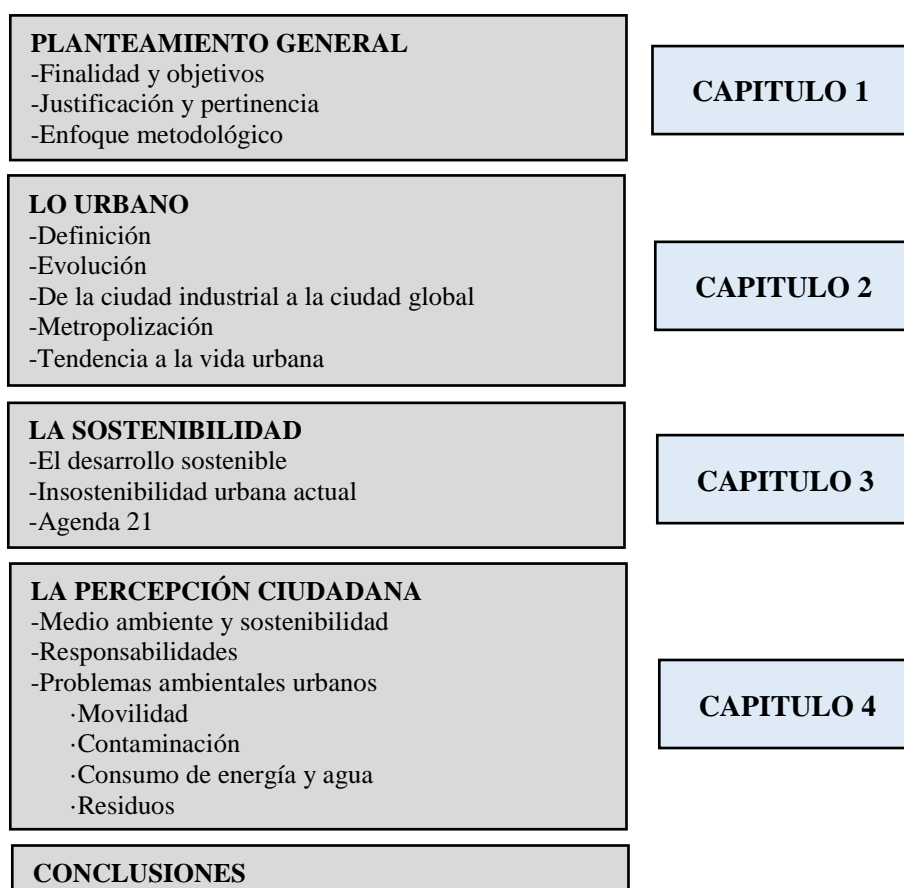 PLANTEAMIENTO GENERAL
-Finalidad y objetivos
-Justificación y pertinencia
-Enfoque metodológico
CAPITULO 1
LO URBANO
-Definición
-Evolución
-De la ciudad industrial a la ciudad global
-Metropolización
-Tendencia a la vida urbana
CAPITULO 2
LA SOSTENIBILIDAD
-El desarrollo sostenible
-Insostenibilidad urbana actual
-Agenda 21
CAPITULO 3
LA PERCEPCIÓN CIUDADANA
-Medio ambiente y sostenibilidad
-Responsabilidades
-Problemas ambientales urbanos
·Movilidad
·Contaminación
·Consumo de energía y agua
·Residuos
CAPITULO 4
CONCLUSIONES